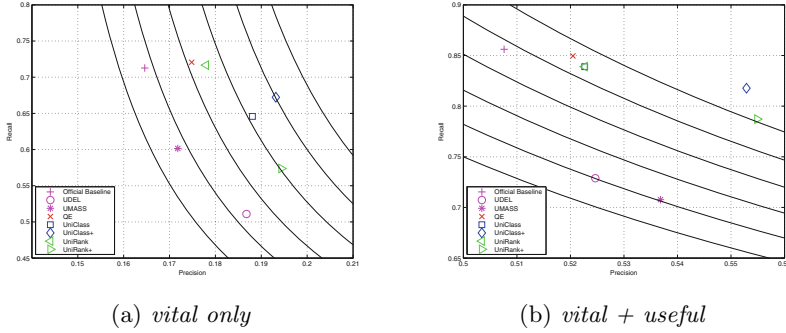 0.8
0.75
0.7
0.65
0.6
0.55
0.5
0.45
Recall
0.15
0.16
0.17
0.18
0.19
0.2
0.21
Precision
Official Baseline
UDEL
UMASS
QE
UniClass
UniClass+
UniRank
UniRank+
(a) vital only
0.9
0.85
0.8
0.75
0.7
0.65
Recall
0.5
0.51
0.52
0.53
0.54
0.55
0.5
Precision
Official Baseline
UDEL
UMASS
QE
UniClass
UniClass+
UniRank
UniRank+
(b) vital + useful